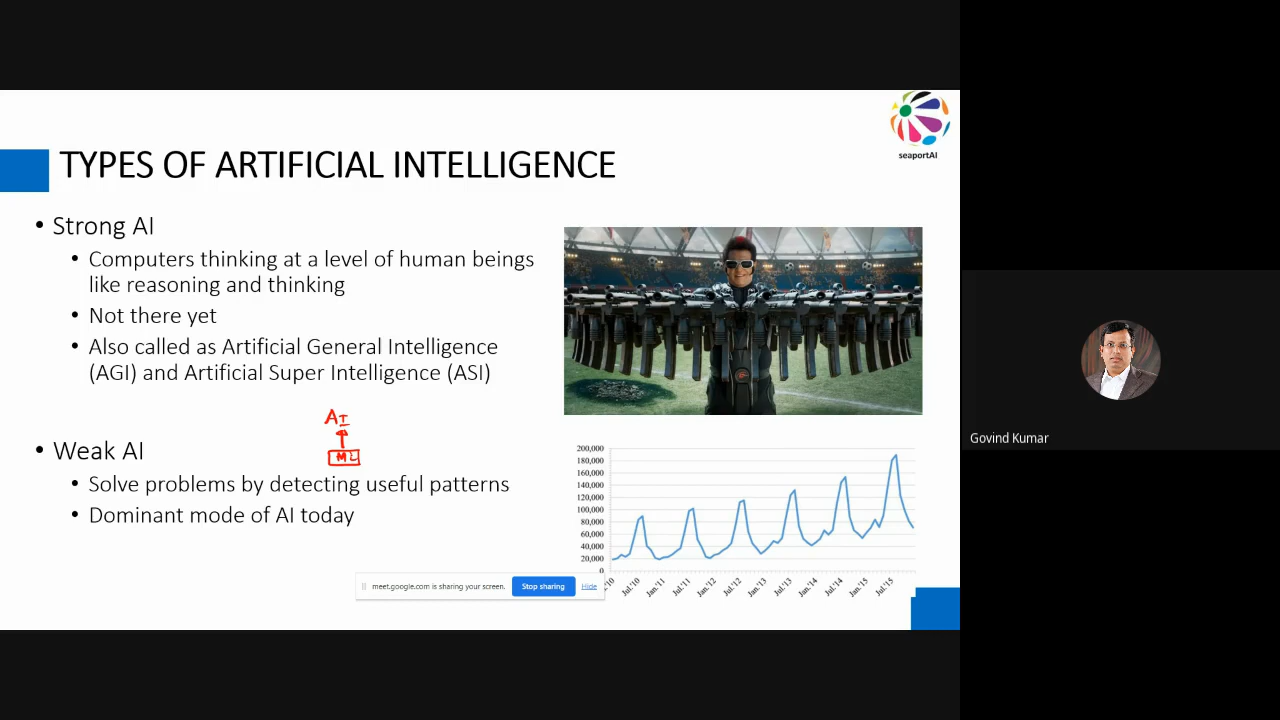 seaportAI
TYPES OF ARTIFICIAL INTELLIGENCE
• Strong AI
• Computers thinking at a level of human beings
like reasoning and thinking
• Not there yet
• Also called as Artificial General Intelligence
(AGI) and Artificial Super Intelligence (ASI)
AI
ML
• Weak AI
• Solve problems by detecting useful patterns
• Dominant mode of AI today
200,000
180,000
160,000
140,000
120,000
100,000
80,000
60,000
40,000
20,000
0
Jul.'10
Jan.'11
Jul.'11
Jan.'12
Jul.'12
Jan.'13
Jul.'13
Jan.'14
Jul.'14
Jan.'15
Jul.'15
meet.google.com is sharing your screen. Stop sharing Hide
Govind Kumar